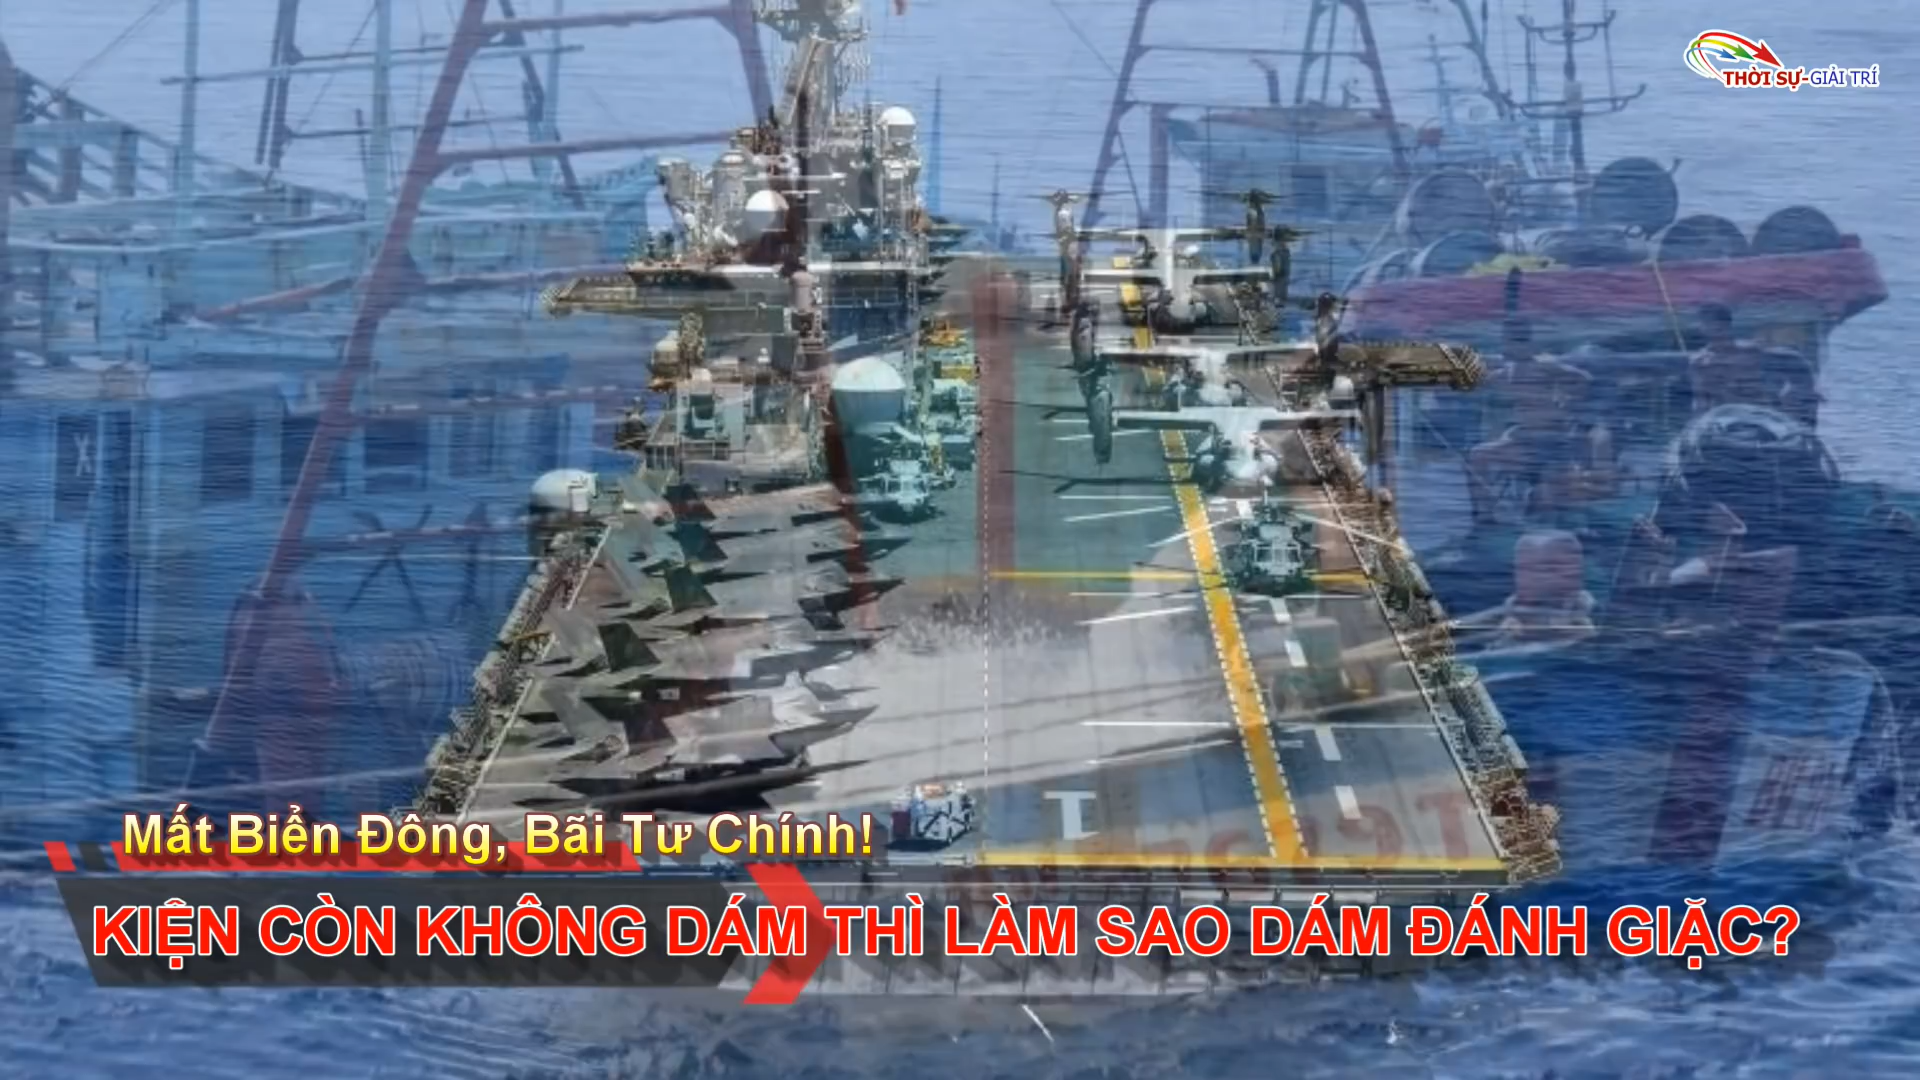 THỜI SỰ-GIẢI TRÍ
X
Mất Biển Đông, Bãi Tư Chính!
KIỆN CÒN KHÔNG DÁM THÌ LÀM SAO DÁM ĐÁNH GIẶC?